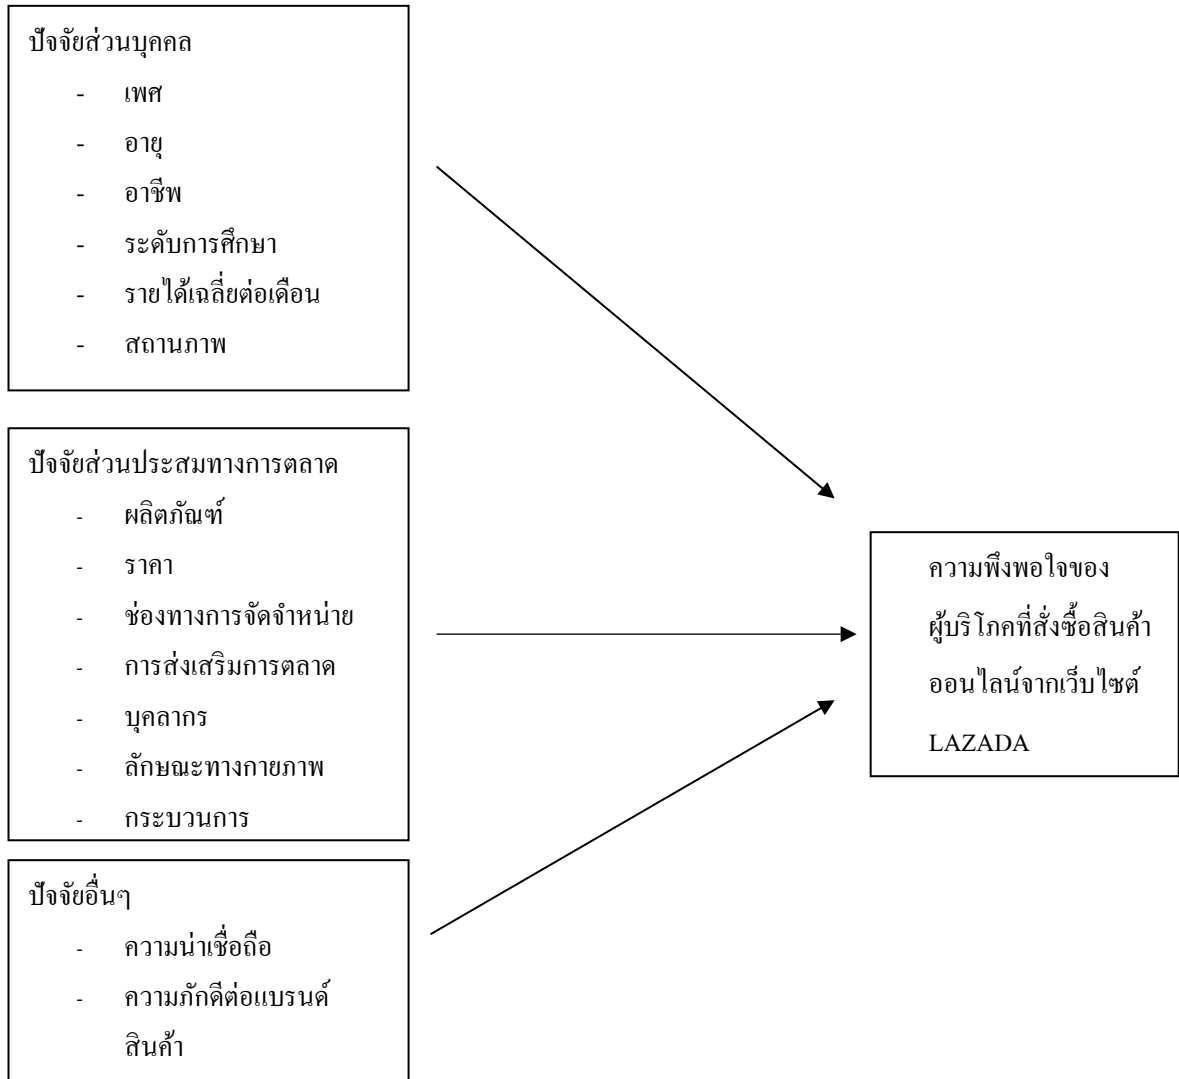 ปัจจัยส่วนบุคคล
- เพศ
- อายุ
- อาชีพ
- ระดับการศึกษา
- รายได้เฉลี่ยต่อเดือน
- สถานภาพ
ปัจจัยส่วนประสมทางการตลาด
- ผลิตภัณฑ์
- ราคา
- ช่องทางการจัดจำหน่าย
- การส่งเสริมการตลาด
- บุคลากร
- ลักษณะทางกายภาพ
- กระบวนการ
ปัจจัยอื่นๆ
- ความน่าเชื่อถือ
- ความภักดีต่อแบรนด์
สินค้า
ความพึงพอใจของ
ผู้บริโภคที่สั่งซื้อสินค้า
ออนไลน์จากเว็บไซต์
LAZADA